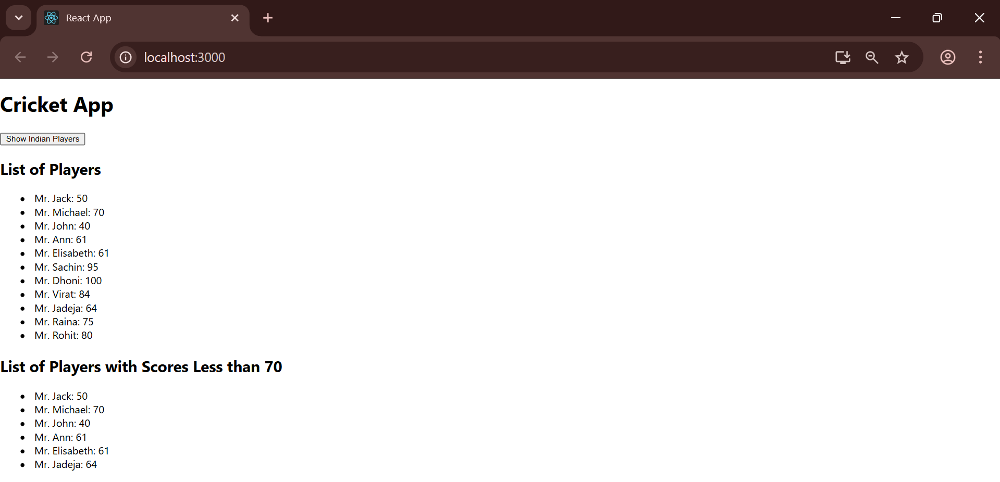 React App
localhost:3000
Cricket App
Show Indian Players
List of Players
Mr. Jack: 50
Mr. Michael: 70
Mr. John: 40
Mr. Ann: 61
Mr. Elisabeth: 61
Mr. Sachin: 95
Mr. Dhoni: 100
Mr. Virat: 84
Mr. Jadeja: 64
Mr. Raina: 75
Mr. Rohit: 80
List of Players with Scores Less than 70
Mr. Jack: 50
Mr. Michael: 70
Mr. John: 40
Mr. Ann: 61
Mr. Elisabeth: 61
Mr. Jadeja: 64